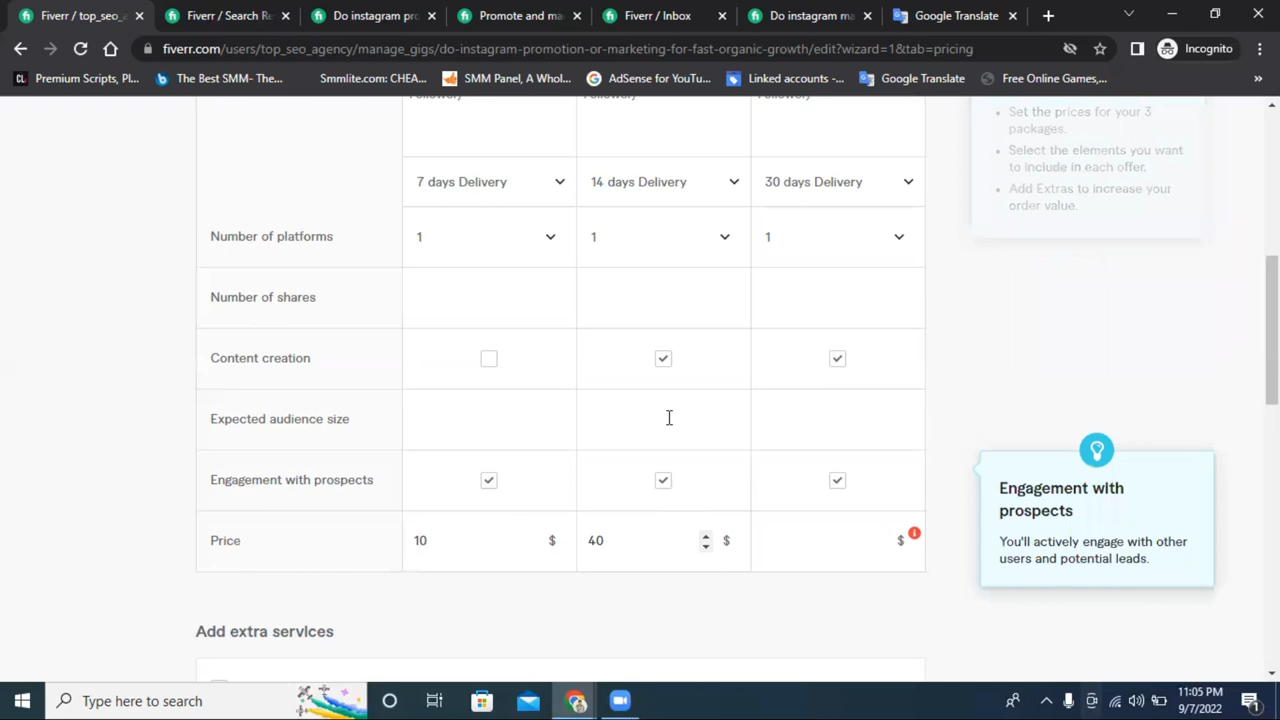 Fiverr / top_seo_
Fiverr / Search Re
Do instagram pro
Promote and ma
Fiverr / Inbox
Do instagram ma
Google Translate
fiverr.com/users/top_seo_agency/manage_gigs/do-instagram-promotion-or-marketing-for-fast-organic-growth/edit?wizard=1&tab=pricing
Incognito
Premium Scripts, Pl...
The Best SMM- The...
Smmlite.com: CHEA...
SMM Panel, A Whol...
AdSense for YouTu...
Linked accounts -...
Google Translate
Free Online Games,...
»
Set the prices for your 3
packages.
Select the elements you want
to include in each offer.
Add Extras to increase your
order value.
7 days Delivery
14 days Delivery
30 days Delivery
Number of platforms
1
1
1
Number of shares
Content creation
Expected audience size
Engagement with prospects
Price
10
$
40
$
$
Engagement with
prospects
You'll actively engage with other
users and potential leads.
Add extra services
Type here to search
11:05 PM
9/7/2022
1